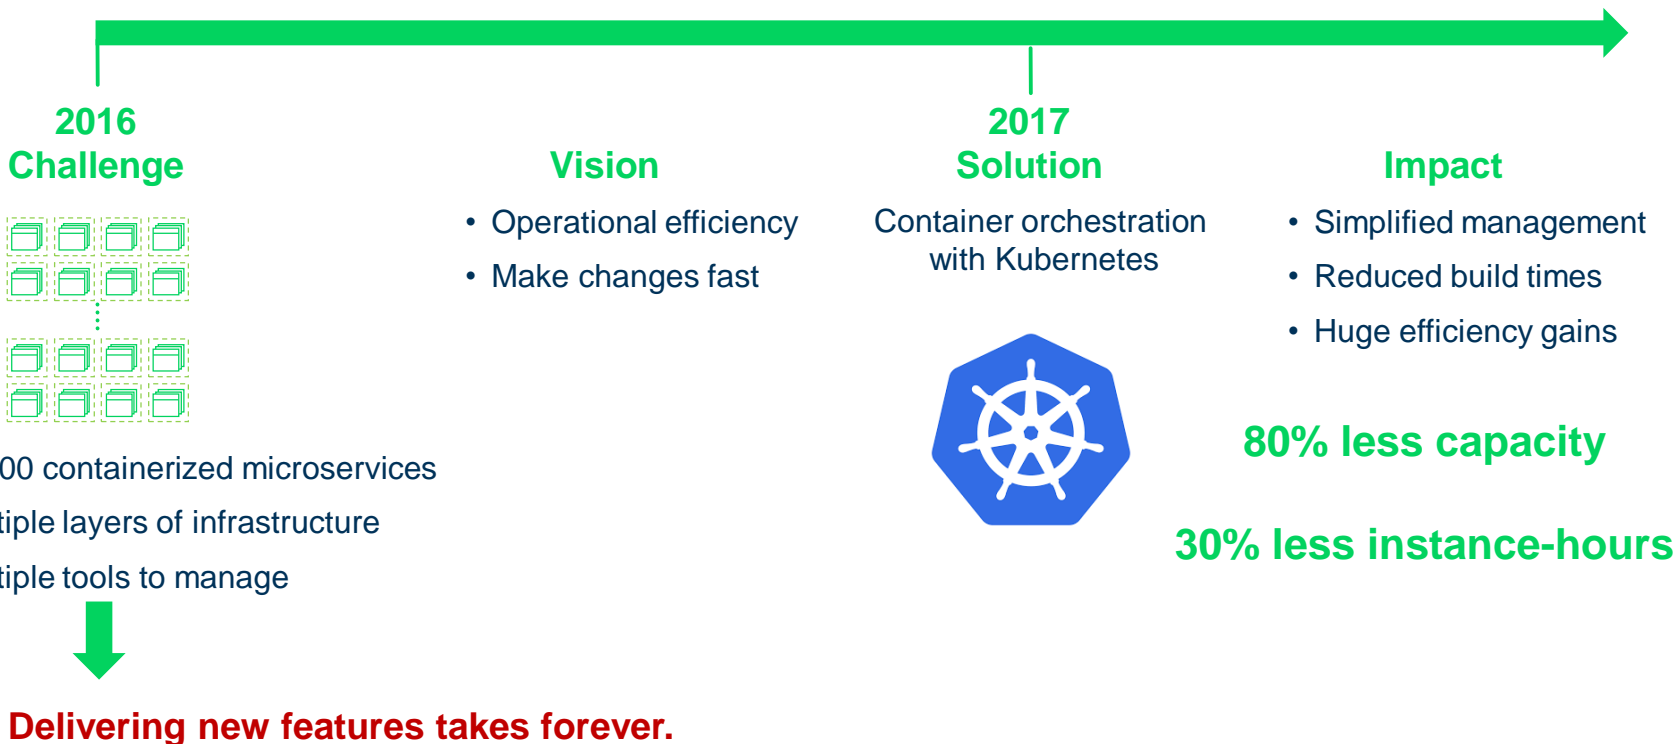 2016
Challenge
00 containerized microservices
tiple layers of infrastructure
tiple tools to manage
Delivering new features takes forever.
Vision
• Operational efficiency
• Make changes fast
2017
Solution
Container orchestration
with Kubernetes
Impact
• Simplified management
• Reduced build times
• Huge efficiency gains
80% less capacity
30% less instance-hours